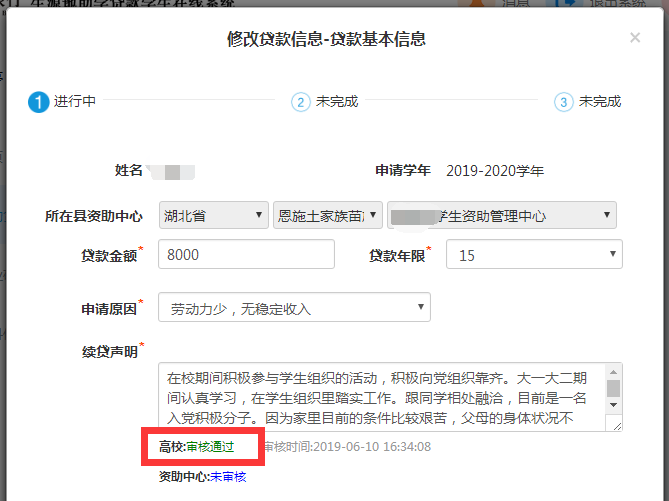 生源地助学贷款学生在线系统
消息
退出系统
修改贷款信息-贷款基本信息
×
1 进行中
2 未完成
3 未完成
姓名
申请学年 2019-2020学年
所在县资助中心 湖北省 恩施土家族苗 学生资助管理中心
贷款金额* 8000
贷款年限* 15
申请原因* 劳动力少，无稳定收入
续贷声明*
在校期间积极参与学生组织的活动，积极向党组织靠齐。大一大二期
间认真学习，在学生组织里踏实工作。跟同学相处融洽，目前是一名
入党积极分子。因为家里目前的条件比较艰苦，父母的身体状况不
高校:审核通过 审核时间:2019-06-10 16:34:08
资助中心:未审核